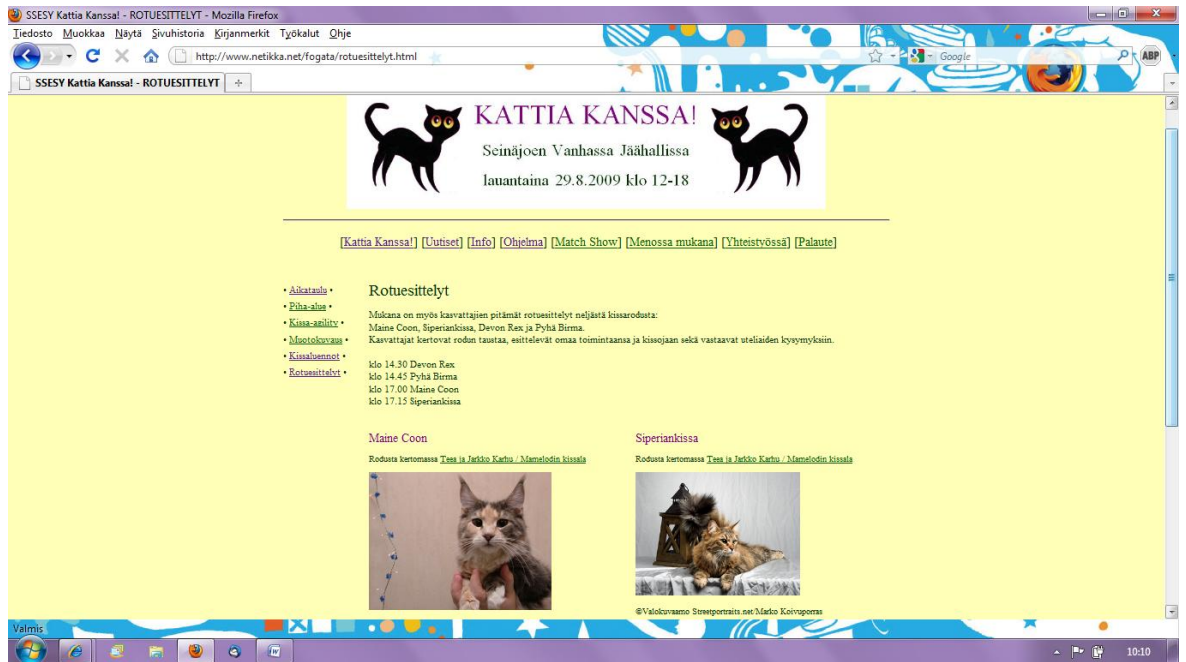 SSESY Kattia Kanssa! - ROTUESITTELYT - Mozilla Firefox
Tiedosto Muokkaa Näytä Sivuhistoria Kirjanmerkit Työkalut Ohje
http://www.netikka.net/fogata/rotuesittelyt.html
Google
ABP
SSESY Kattia Kanssa! - ROTUESITTELYT
KATTIA KANSSA!
Seinäjoen Vanhassa Jäähallissa
lauantaina 29.8.2009 klo 12-18
[Kattia Kanssa!] [Uutiset] [Info] [Ohjelma] [Match Show] [Menossa mukana] [Yhteistyössä] [Palaute]
• Aikataulu •
• Piha-alue •
• Kissa-agility •
• Muotokuvaus •
• Kissaluennot •
• Rotuesittelyt •
Rotuesittelyt
Mukana on myös kasvattajien pitämät rotuesittelyt neljästä kissarodusta:
Maine Coon, Siperiankissa, Devon Rex ja Pyhä Birma.
Kasvattajat kertovat rodun taustaa, esittelevät omaa toimintaansa ja kissojaan sekä vastaavat uteliaiden kysymyksiin.
klo 14.30 Devon Rex
klo 14.45 Pyhä Birma
klo 17.00 Maine Coon
klo 17.15 Siperiankissa
Maine Coon
Rodusta kertomassa Teea ja Jarkko Karhu / Mamelodin kissala
Siperiankissa
Rodusta kertomassa Teea ja Jarkko Karhu / Mamelodin kissala
©Valokuvaamo Streetportraits.net/Marko Koivuporras
Valmis
10:10